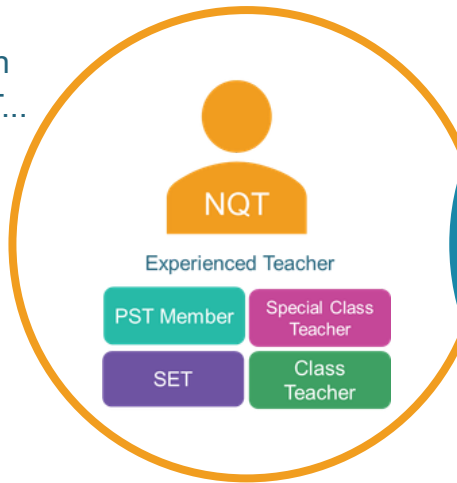 NQT
Experienced Teacher
PST Member
Special Class
Teacher
SET
Class
Teacher